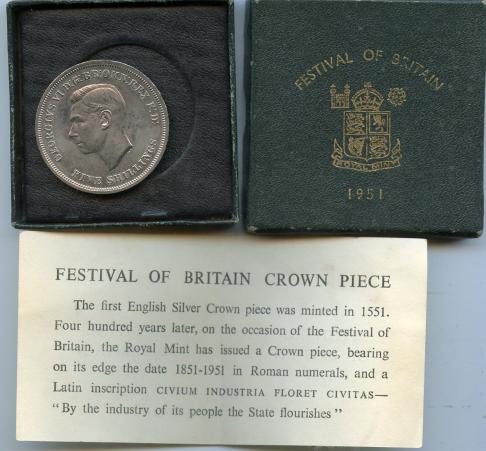 GEORGIVS VI D:G:BR:OMN:REX F:D:
FIVE SHILLINGS
FESTIVAL OF BRITAIN
ROYAL MINT
1951
FESTIVAL OF BRITAIN CROWN PIECE
The first English Silver Crown piece was minted in 1551.
Four hundred years later, on the occasion of the Festival of
Britain, the Royal Mint has issued a Crown piece, bearing
on its edge the date 1851-1951 in Roman numerals, and a
Latin inscription CIVIUM INDUSTRIA FLORET CIVITAS—
"By the industry of its people the State flourishes"